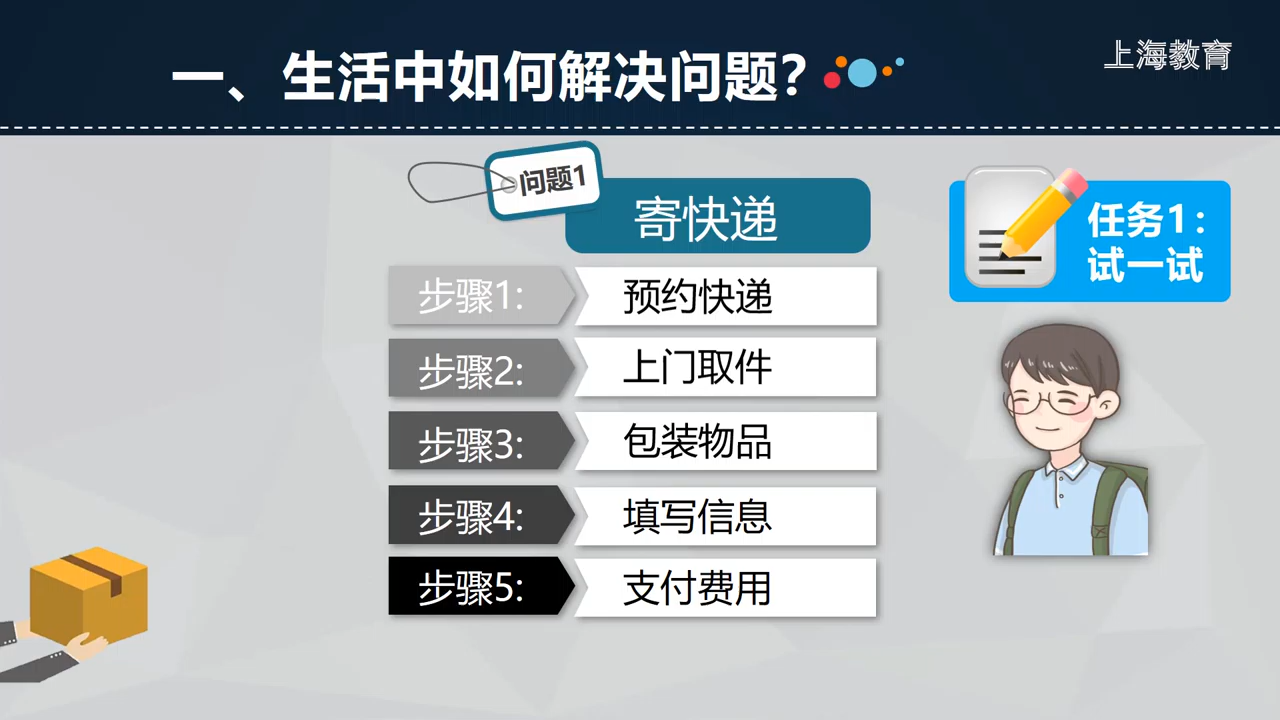 一、生活中如何解决问题?
上海教育
问题1
寄快递
任务1:
试一试
步骤1:
预约快递
步骤2:
上门取件
步骤3:
包装物品
步骤4:
填写信息
步骤5:
支付费用